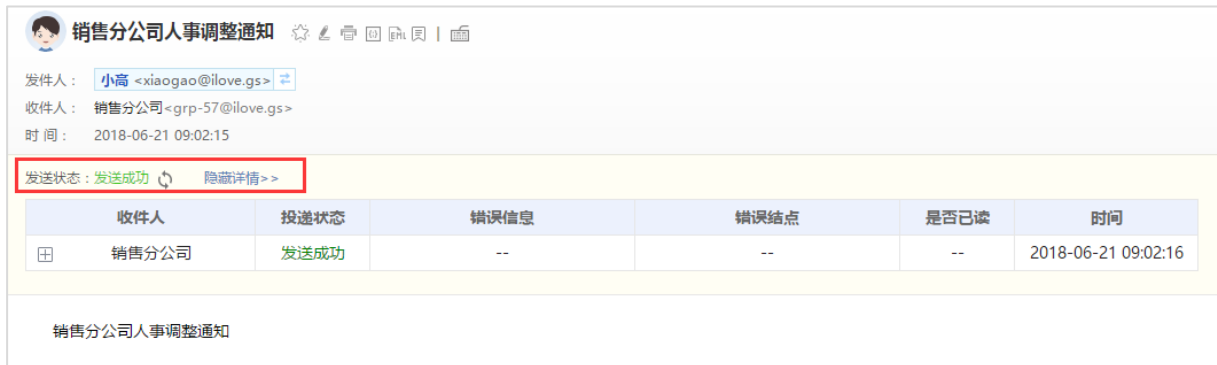 销售分公司人事调整通知
发件人： 小高 <xiaogao@ilove.gs>
收件人： 销售分公司<grp-57@ilove.gs>
时 间： 2018-06-21 09:02:15
发送状态：发送成功 隐藏详情>>
收件人 投递状态 错误信息 错误结点 是否已读 时间
销售分公司 发送成功 -- -- -- 2018-06-21 09:02:16
销售分公司人事调整通知